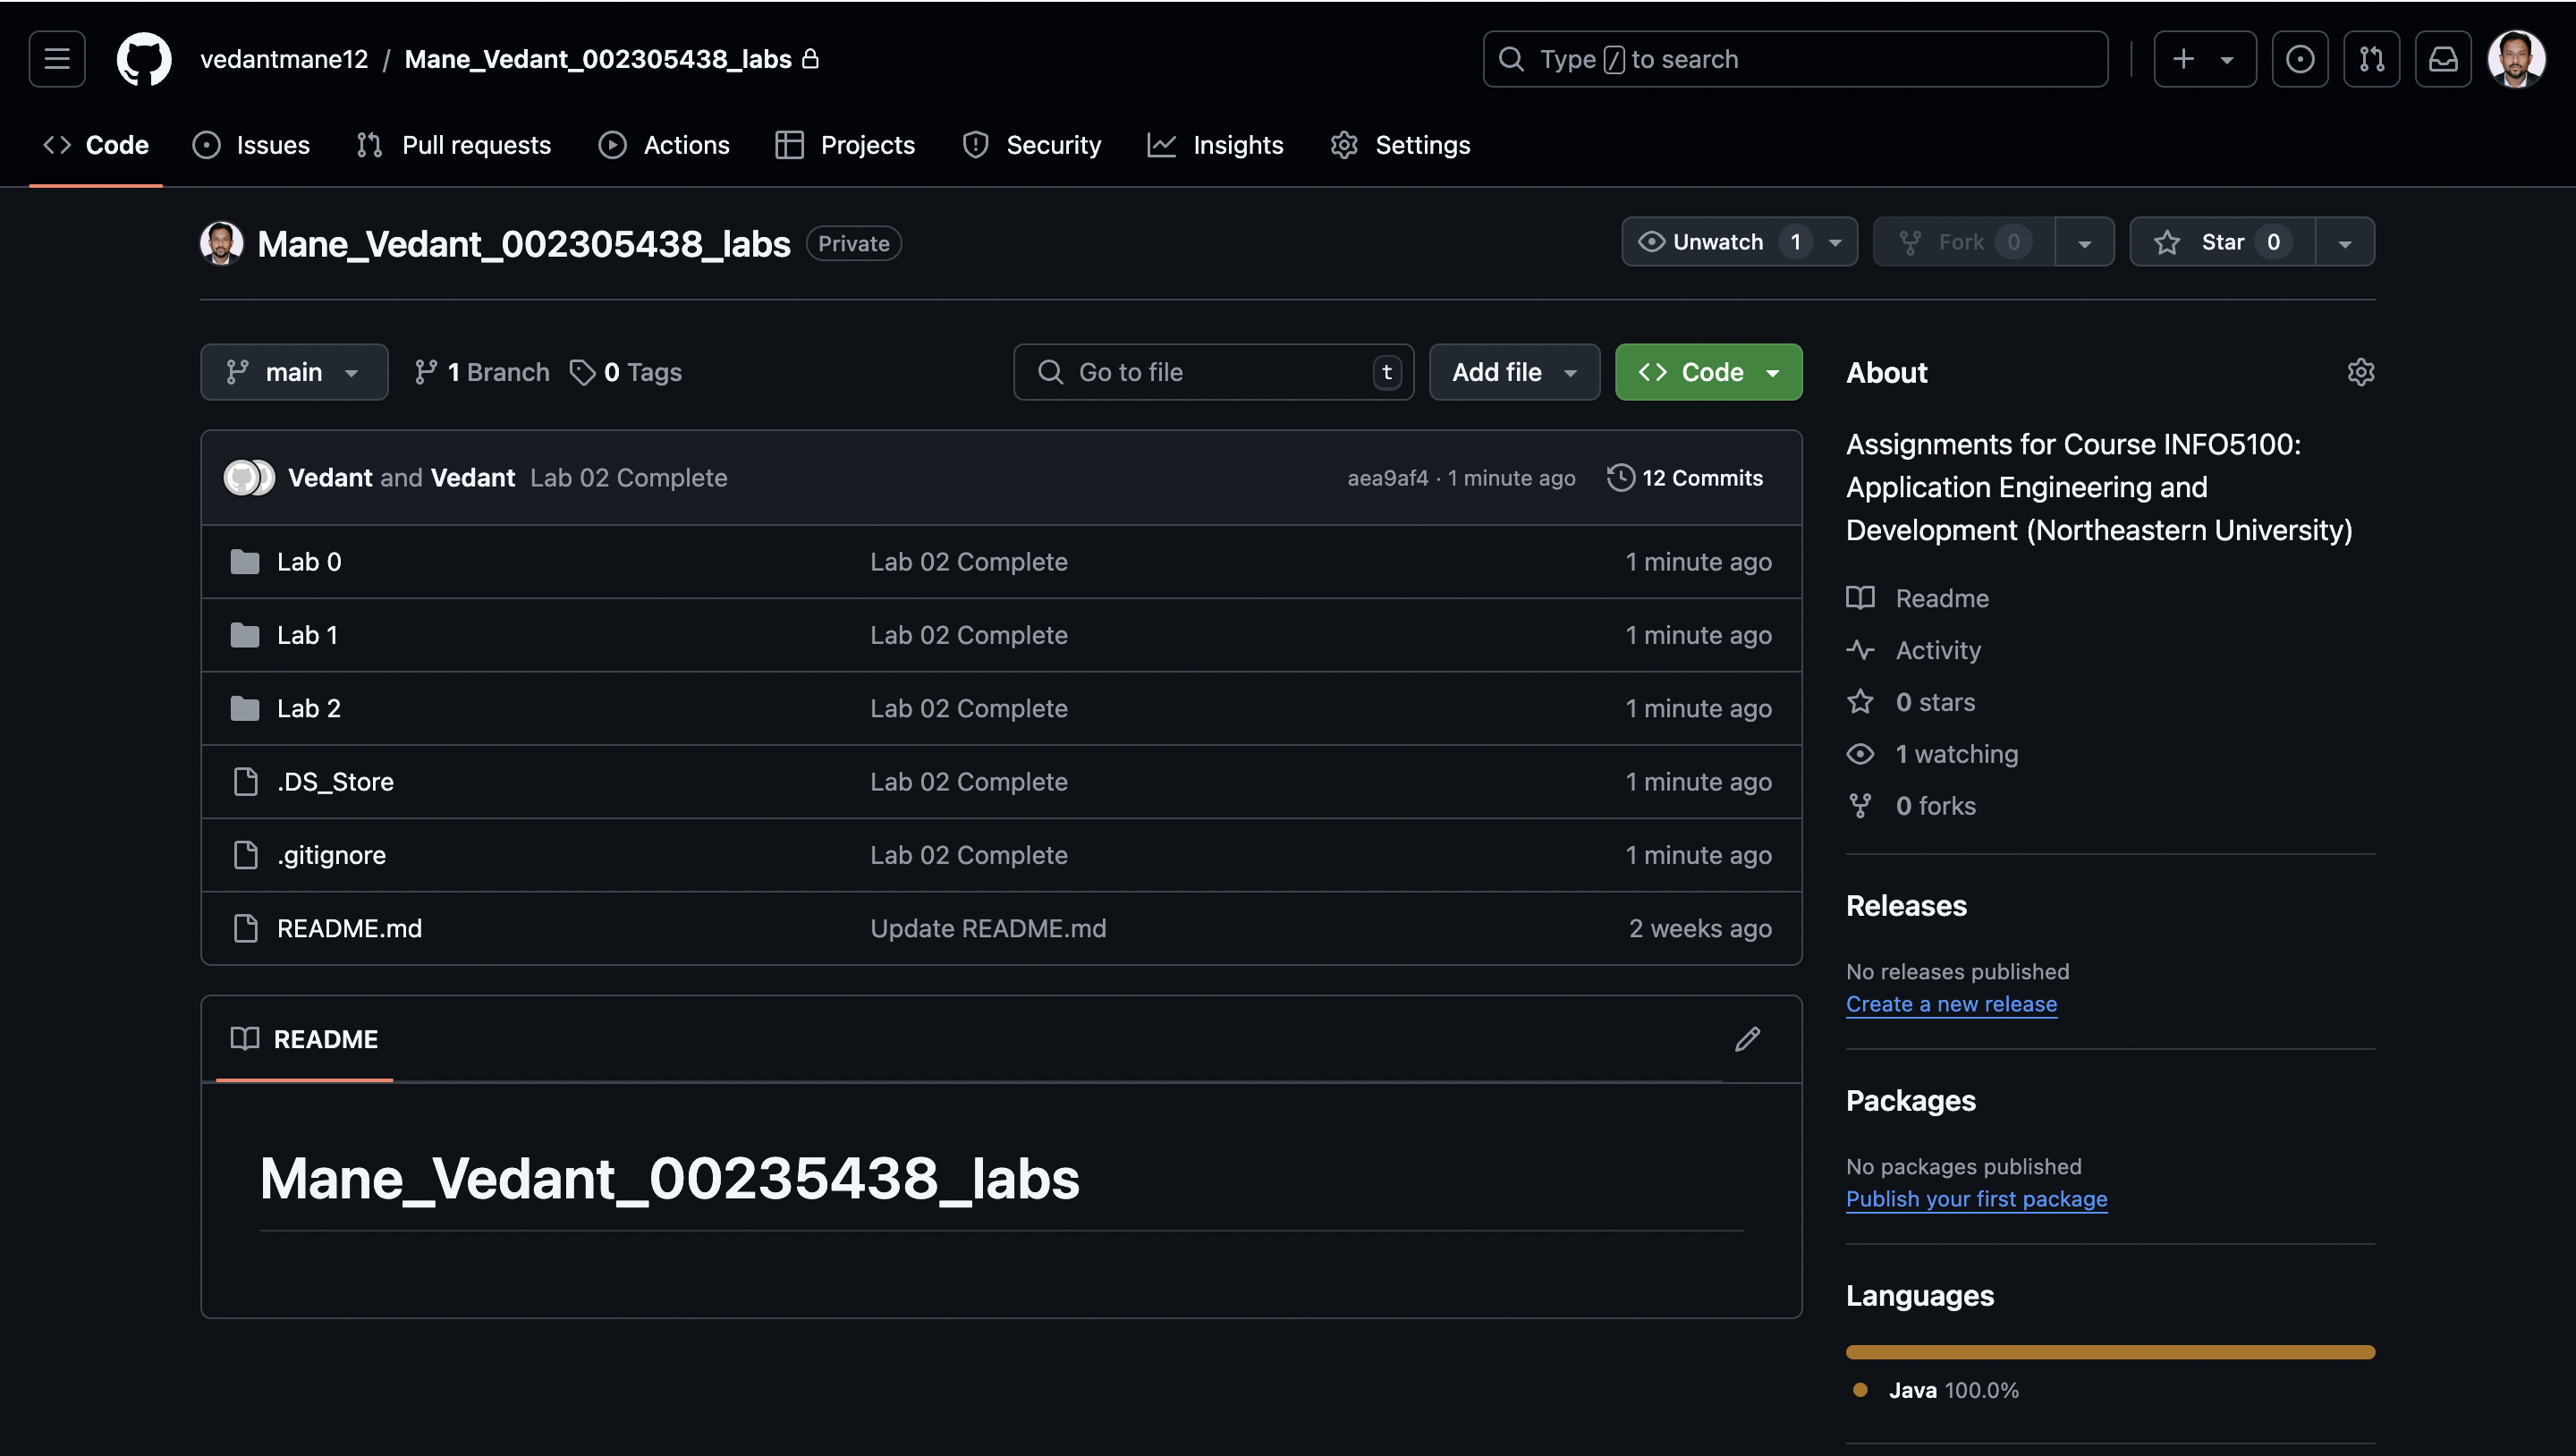 vedantmane12 / Mane_Vedant_002305438_labs
Type / to search
Code Issues Pull requests Actions Projects Security Insights Settings
Mane_Vedant_002305438_labs Private
Unwatch 1 Fork 0 Star 0
main 1 Branch 0 Tags
Go to file t Add file Code
Vedant and Vedant Lab 02 Complete aea9af4 · 1 minute ago 12 Commits
Lab 0 Lab 02 Complete 1 minute ago
Lab 1 Lab 02 Complete 1 minute ago
Lab 2 Lab 02 Complete 1 minute ago
.DS_Store Lab 02 Complete 1 minute ago
.gitignore Lab 02 Complete 1 minute ago
README.md Update README.md 2 weeks ago
README
Mane_Vedant_00235438_labs
About
Assignments for Course INFO5100:
Application Engineering and
Development (Northeastern University)
Readme
Activity
0 stars
1 watching
0 forks
Releases
No releases published
Create a new release
Packages
No packages published
Publish your first package
Languages
Java 100.0%